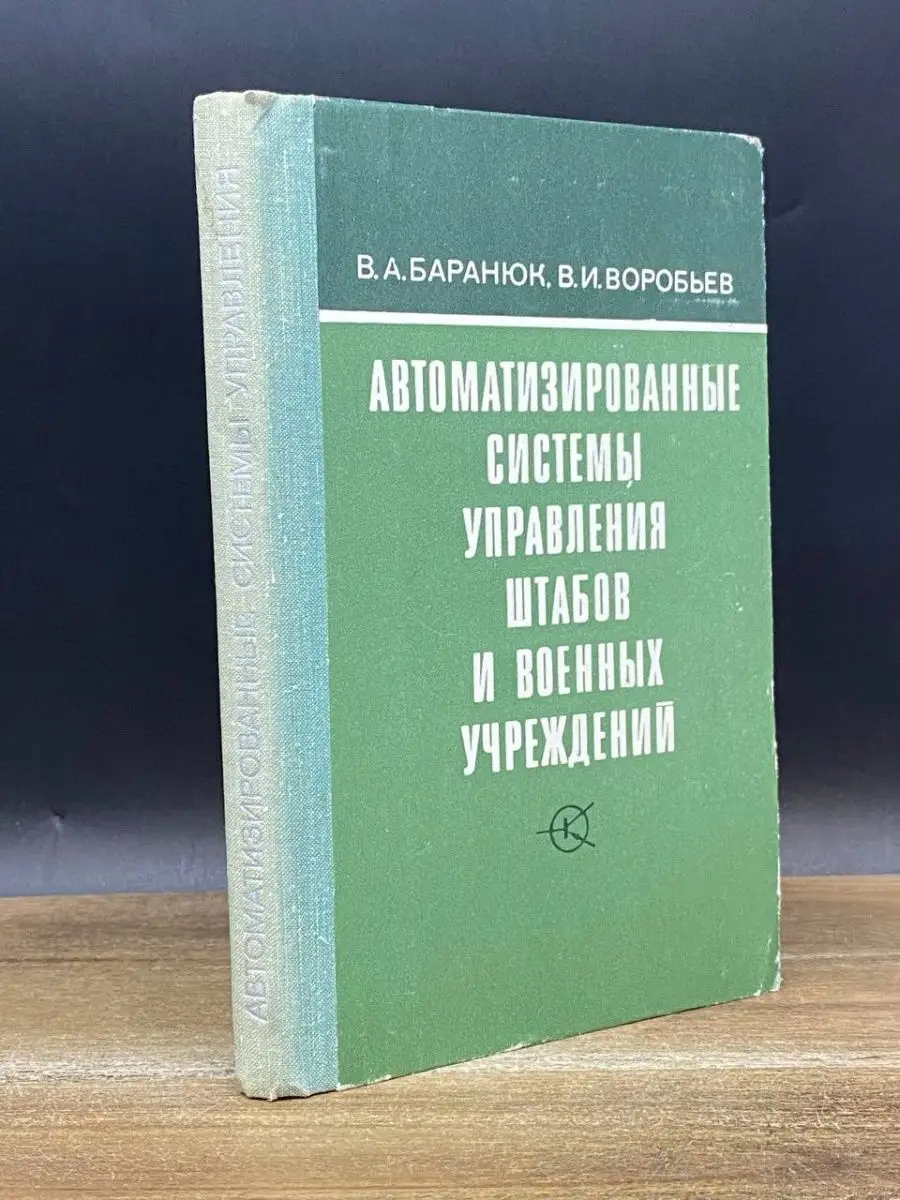 В. А. БАРАНЮК, В. И. ВОРОБЬЕВ
АВТОМАТИЗИРОВАННЫЕ
СИСТЕМЫ
УПРАВЛЕНИЯ
ШТАБОВ
И ВОЕННЫХ
УЧРЕЖДЕНИЙ
К
АВТОМАТИЗИРОВАННЫЕ СИСТЕМЫ УПРАВЛЕНИЯ